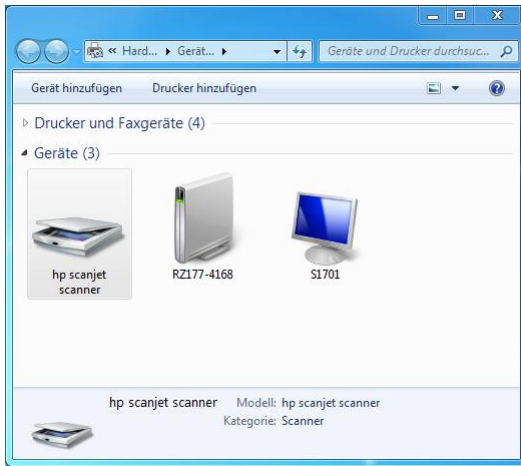 « Hard... ▸ Gerät... ▸ Geräte und Drucker durchsuc...
Gerät hinzufügen Drucker hinzufügen
Drucker und Faxgeräte (4)
Geräte (3)
hp scanjet
scanner
RZ177-4168
S1701
hp scanjet scanner Modell: hp scanjet scanner
Kategorie: Scanner